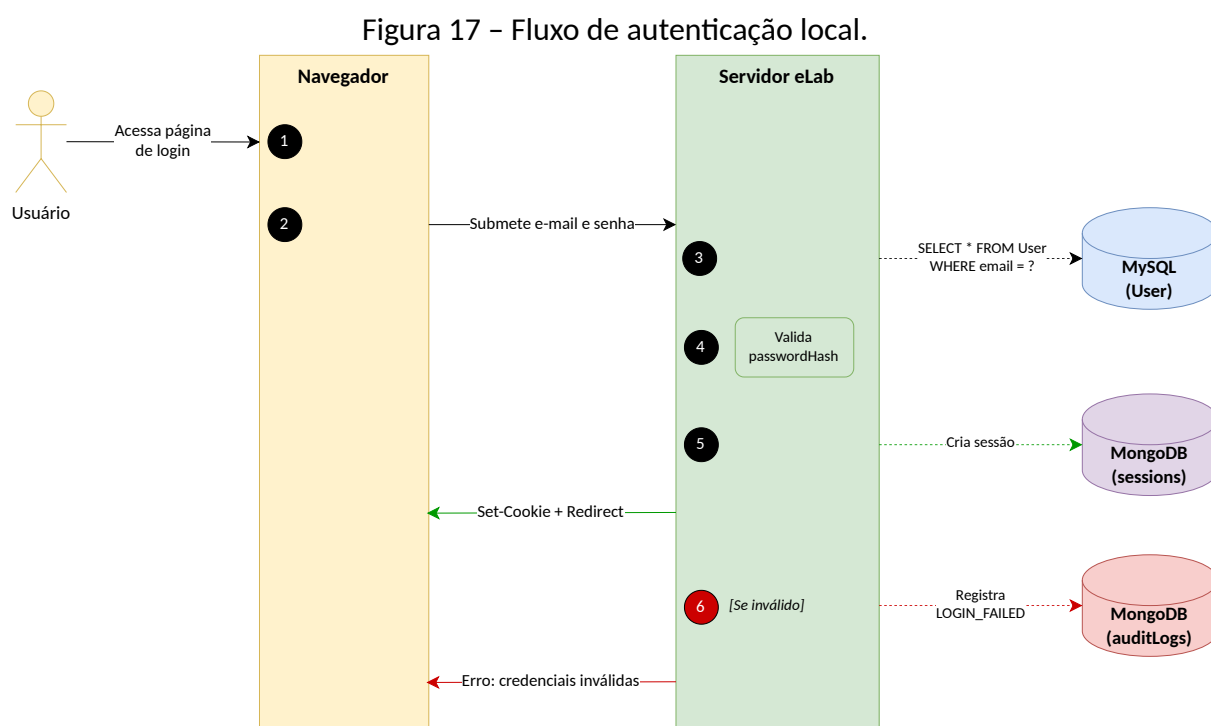 Figura 17 – Fluxo de autenticação local.
Navegador
Servidor eLab
Acessa página
de login
1
Usuário
2
Submete e-mail e senha
3
SELECT * FROM User
WHERE email = ?
MySQL
(User)
4
Valida
passwordHash
5
Cria sessão
MongoDB
(sessions)
Set-Cookie + Redirect
6
[Se inválido]
Registra
LOGIN_FAILED
MongoDB
(auditLogs)
Erro: credenciais inválidas